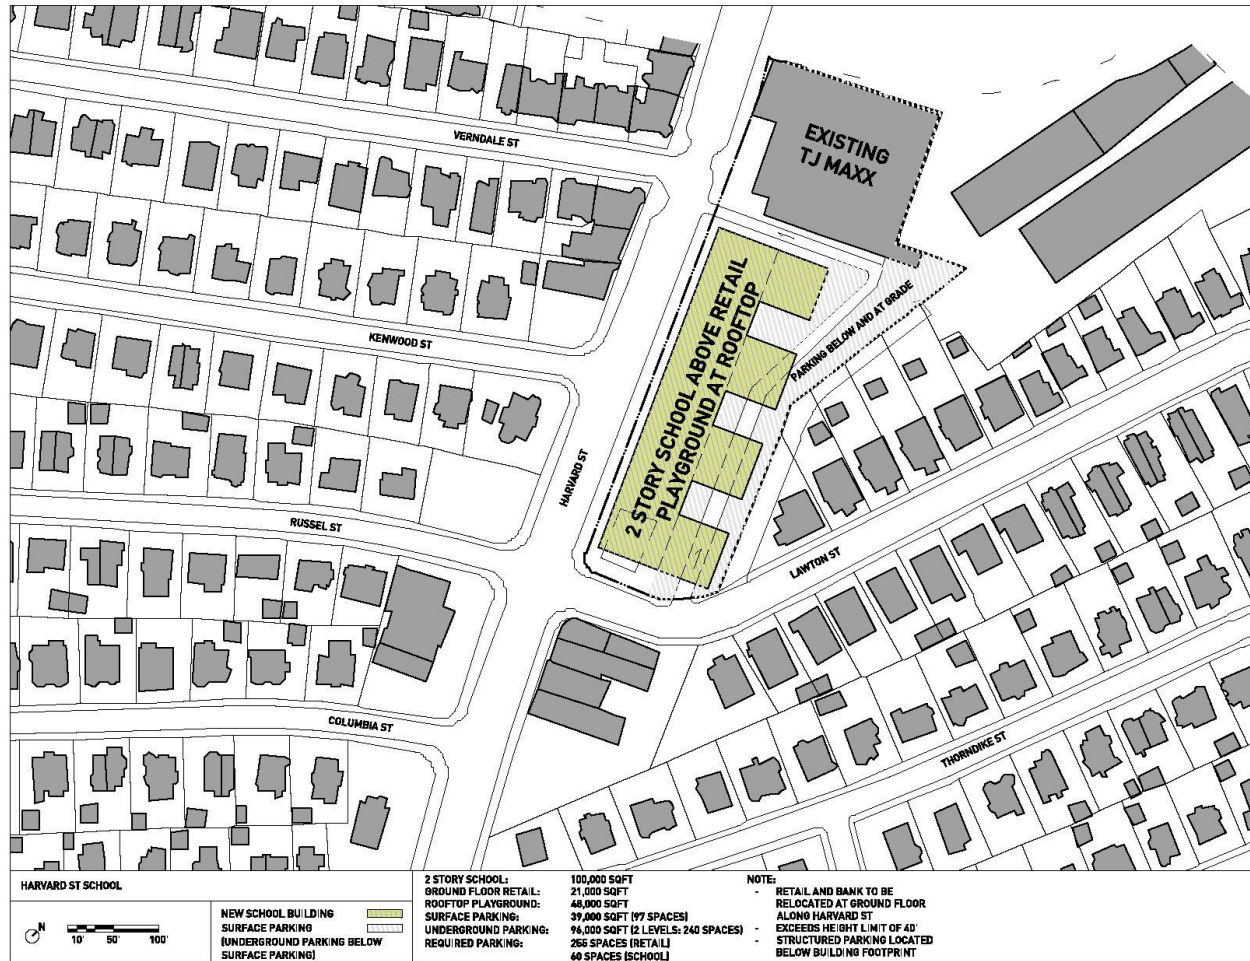 VERNDALE ST
EXISTING
TJ MAXX
KENWOOD ST
2 STORY SCHOOL ABOVE RETAIL
PLAYGROUND AT ROOFTOP
PARKING BELOW AND AT GRADE
HARVARD ST
RUSSEL ST
LAWTON ST
COLUMBIA ST
THORNDIKE ST
HARVARD ST SCHOOL
N
10' 50' 100'
NEW SCHOOL BUILDING
SURFACE PARKING
(UNDERGROUND PARKING BELOW
SURFACE PARKING)
2 STORY SCHOOL: 100,000 SQFT
GROUND FLOOR RETAIL: 21,000 SQFT
ROOFTOP PLAYGROUND: 48,000 SQFT
SURFACE PARKING: 39,000 SQFT (97 SPACES)
UNDERGROUND PARKING: 96,000 SQFT (2 LEVELS: 240 SPACES)
REQUIRED PARKING: 256 SPACES (RETAIL)
60 SPACES (SCHOOL)
NOTE:
- RETAIL AND BANK TO BE
RELOCATED AT GROUND FLOOR
ALONG HARVARD ST
- EXCEEDS HEIGHT LIMIT OF 40'
- STRUCTURED PARKING LOCATED
BELOW BUILDING FOOTPRINT